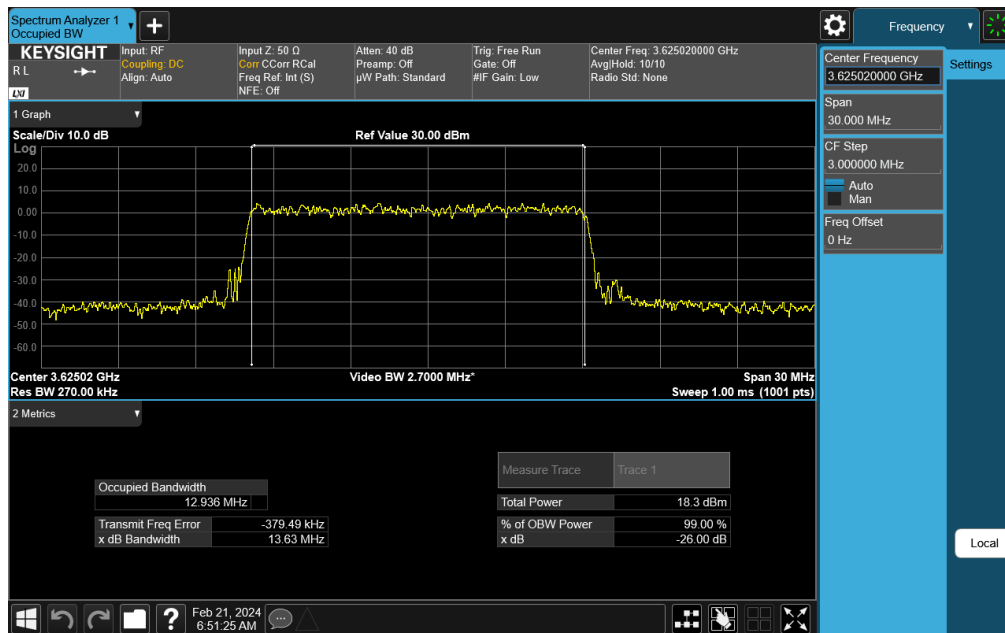 Spectrum Analyzer 1
Occupied BW
Frequency
KEYSIGHT
R L
LXI
Input: RF
Coupling: DC
Align: Auto
Input Z: 50 Ω
Corr CCorr RCal
Freq Ref: Int (S)
NFE: Off
Atten: 40 dB
Preamp: Off
µW Path: Standard
Trig: Free Run
Gate: Off
#IF Gain: Low
Center Freq: 3.625020000 GHz
Avg|Hold: 10/10
Radio Std: None
Center Frequency
3.625020000 GHz
Settings
Span
30.000 MHz
CF Step
3.000000 MHz
Auto
Man
Freq Offset
0 Hz
Local
1 Graph
Scale/Div 10.0 dB
Ref Value 30.00 dBm
Log
20.0
10.0
0.00
-10.0
-20.0
-30.0
-40.0
-50.0
-60.0
Center 3.62502 GHz
Video BW 2.7000 MHz*
Span 30 MHz
Res BW 270.00 kHz
Sweep 1.00 ms (1001 pts)
2 Metrics
Measure Trace Trace 1
Occupied Bandwidth
12.936 MHz
Total Power 18.3 dBm
Transmit Freq Error -379.49 kHz
% of OBW Power 99.00 %
x dB Bandwidth 13.63 MHz
x dB -26.00 dB
?
Feb 21, 2024
6:51:25 AM